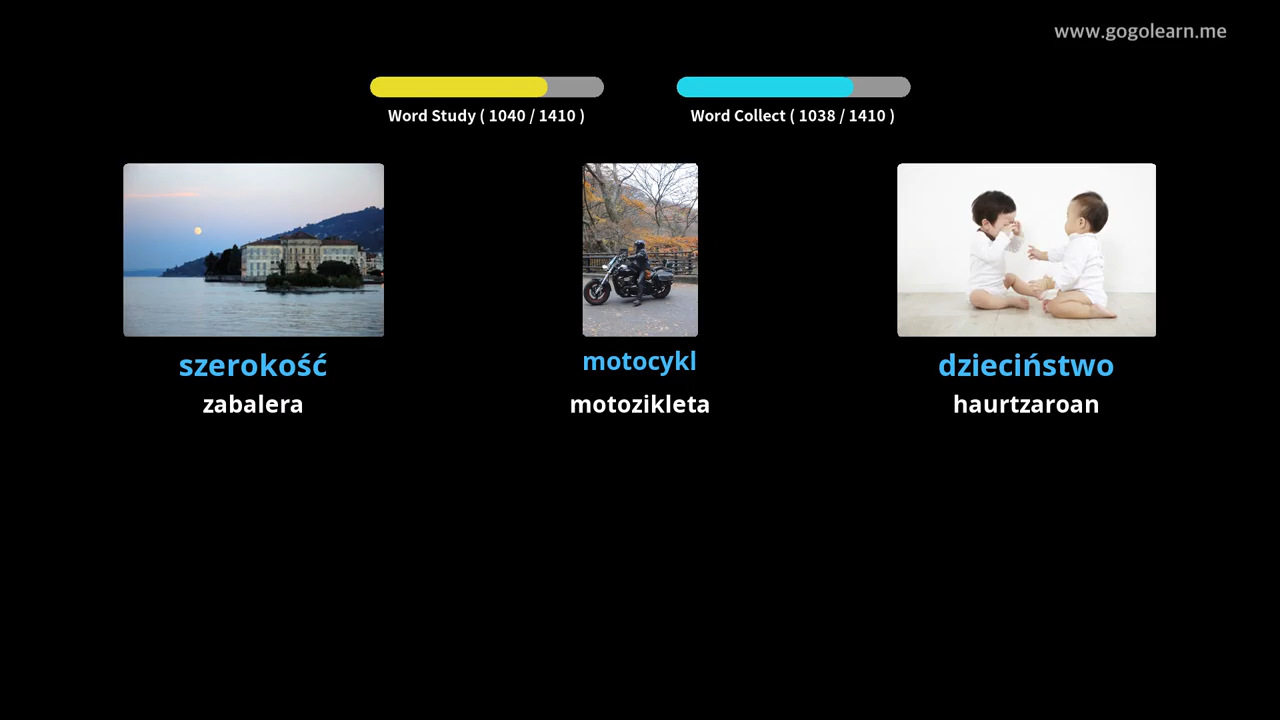 www.gogolearn.me
Word Study ( 1040 / 1410 )
Word Collect ( 1038 / 1410 )
szerokość
motocykl
dzieciństwo
zabalera
motozikleta
haurtzaroan